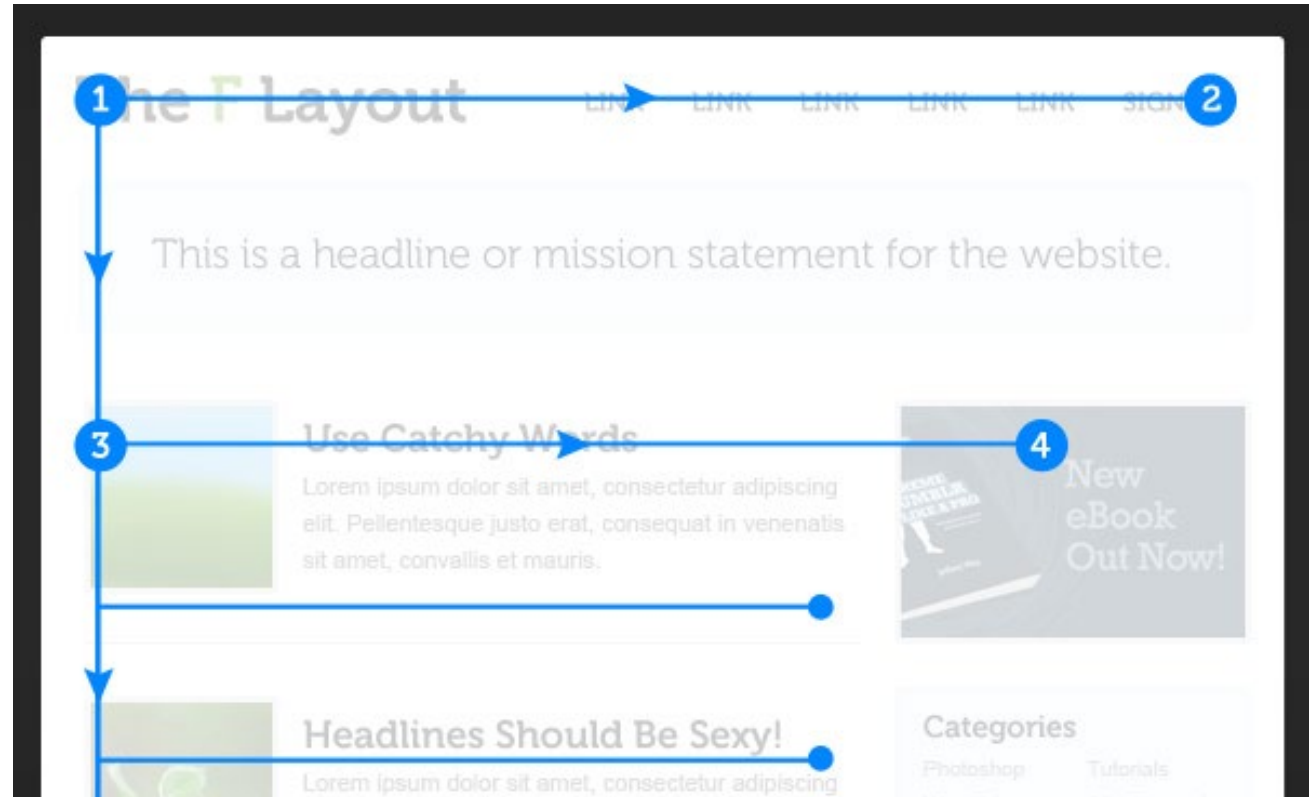 1
The F Layout
LINK LINK LINK LINK LINK SIGN
2
This is a headline or mission statement for the website.
3
Use Catchy Words
4
Lorem ipsum dolor sit amet, consectetur adipiscing
elit. Pellentesque justo erat, consequat in venenatis
sit amet, convallis et mauris.
New
eBook
Out Now!
Headlines Should Be Sexy!
Lorem ipsum dolor sit amet, consectetur adipiscing
Categories
Photoshop Tutorials